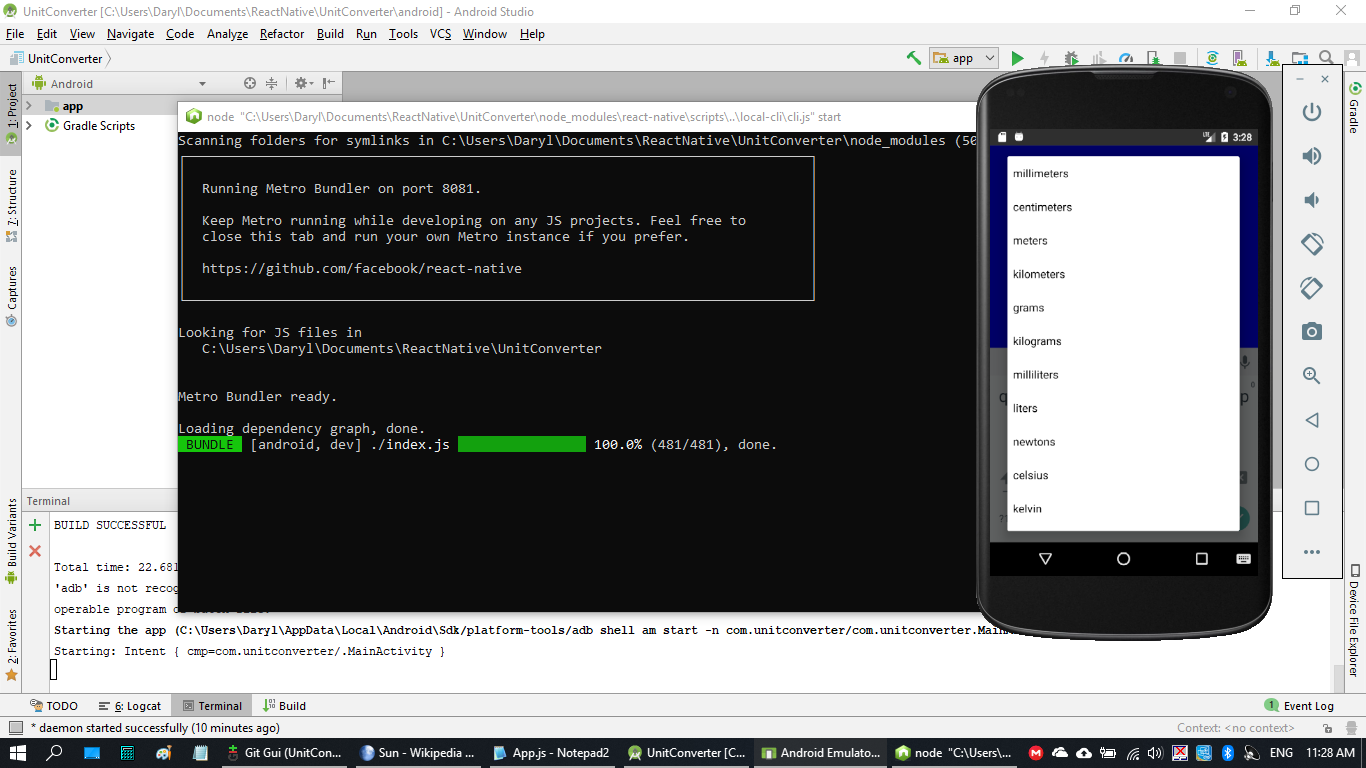 UnitConverter [C:\Users\Daryl\Documents\ReactNative\UnitConverter\android] - Android Studio
File Edit View Navigate Code Analyze Refactor Build Run Tools VCS Window Help
UnitConverter
app
Android
app
Gradle Scripts
1: Project
7: Structure
Captures
Build Variants
2: Favorites
Gradle
Device File Explorer
node "C:\Users\Daryl\Documents\ReactNative\UnitConverter\node_modules\react-native\scripts\..\local-cli\cli.js" start
Scanning folders for symlinks in C:\Users\Daryl\Documents\ReactNative\UnitConverter\node_modules (50
Running Metro Bundler on port 8081.
Keep Metro running while developing on any JS projects. Feel free to
close this tab and run your own Metro instance if you prefer.
https://github.com/facebook/react-native
Looking for JS files in
C:\Users\Daryl\Documents\ReactNative\UnitConverter
Metro Bundler ready.
Loading dependency graph, done.
BUNDLE [android, dev] ./index.js 100.0% (481/481), done.
3:28
millimeters
centimeters
meters
kilometers
grams
kilograms
milliliters
liters
newtons
celsius
kelvin
Terminal
BUILD SUCCESSFUL
Total time: 22.681
'adb' is not recog
operable program o
Starting the app (C:\Users\Daryl\AppData\Local\Android\Sdk/platform-tools/adb shell am start -n com.unitconverter/com.unitconverter.Main
Starting: Intent { cmp=com.unitconverter/.MainActivity }
TODO 6: Logcat Terminal Build
1 Event Log
* daemon started successfully (10 minutes ago)
Context: <no context>
Git Gui (UnitCon... Sun - Wikipedia ... App.js - Notepad2 UnitConverter [C... Android Emulato... node "C:\Users\...
ENG 11:28 AM